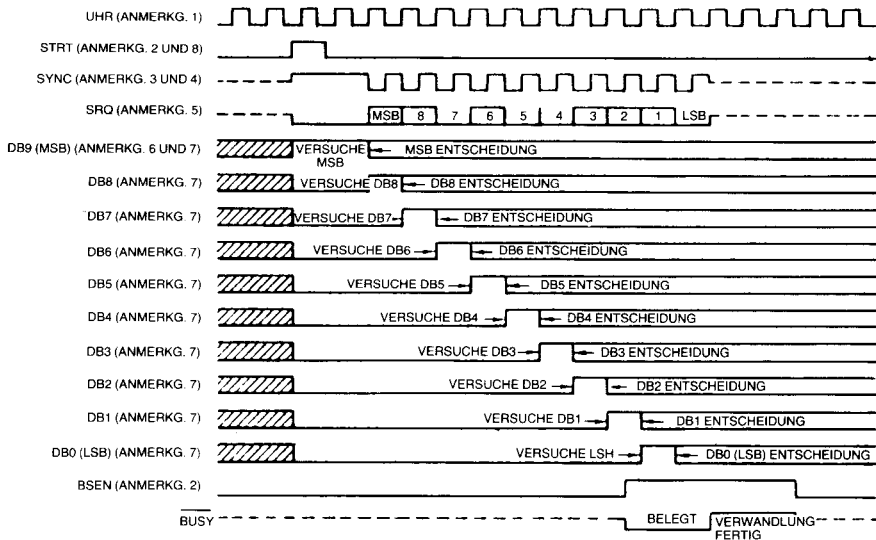 UHR (ANMERKG. 1)
STRT (ANMERKG. 2 UND 8)
SYNC (ANMERKG. 3 UND 4)
SRQ (ANMERKG. 5) MSB 8 7 6 5 4 3 2 1 LSB
DB9 (MSB) (ANMERKG. 6 UND 7) VERSUCHE MSB ENTSCHEIDUNG
MSB
DB8 (ANMERKG. 7) VERSUCHE DB8 DB8 ENTSCHEIDUNG
DB7 (ANMERKG. 7) VERSUCHE DB7 DB7 ENTSCHEIDUNG
DB6 (ANMERKG. 7) VERSUCHE DB6 DB6 ENTSCHEIDUNG
DB5 (ANMERKG. 7) VERSUCHE DB5 DB5 ENTSCHEIDUNG
DB4 (ANMERKG. 7) VERSUCHE DB4 DB4 ENTSCHEIDUNG
DB3 (ANMERKG. 7) VERSUCHE DB3 DB3 ENTSCHEIDUNG
DB2 (ANMERKG. 7) VERSUCHE DB2 DB2 ENTSCHEIDUNG
DB1 (ANMERKG. 7) VERSUCHE DB1 DB1 ENTSCHEIDUNG
DB0 (LSB) (ANMERKG. 7) VERSUCHE LSH DB0 (LSB) ENTSCHEIDUNG
BSEN (ANMERKG. 2)
BUSY BELEGT VERWANDLUNG
FERTIG